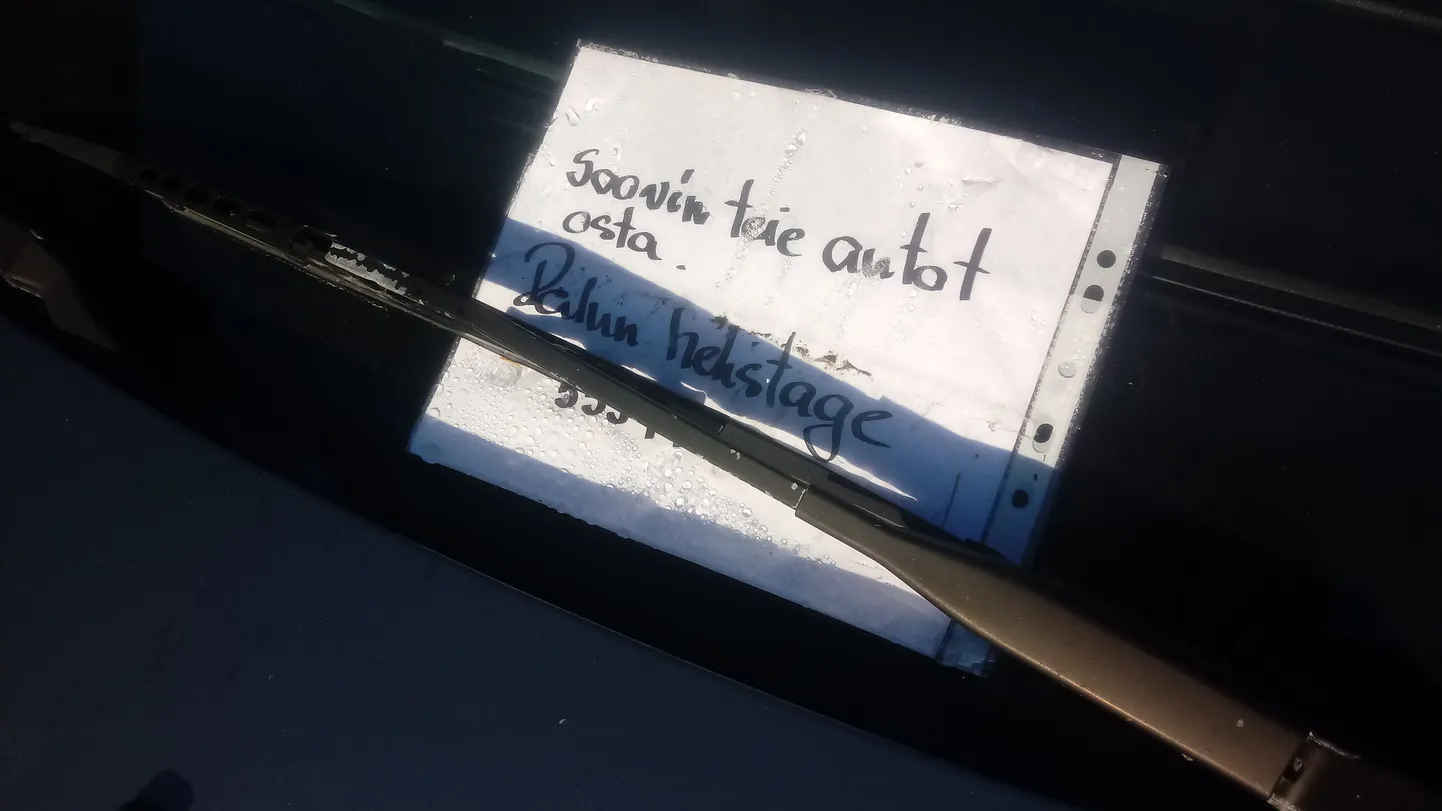 Soovin teie autot
osta.
Palun helistage